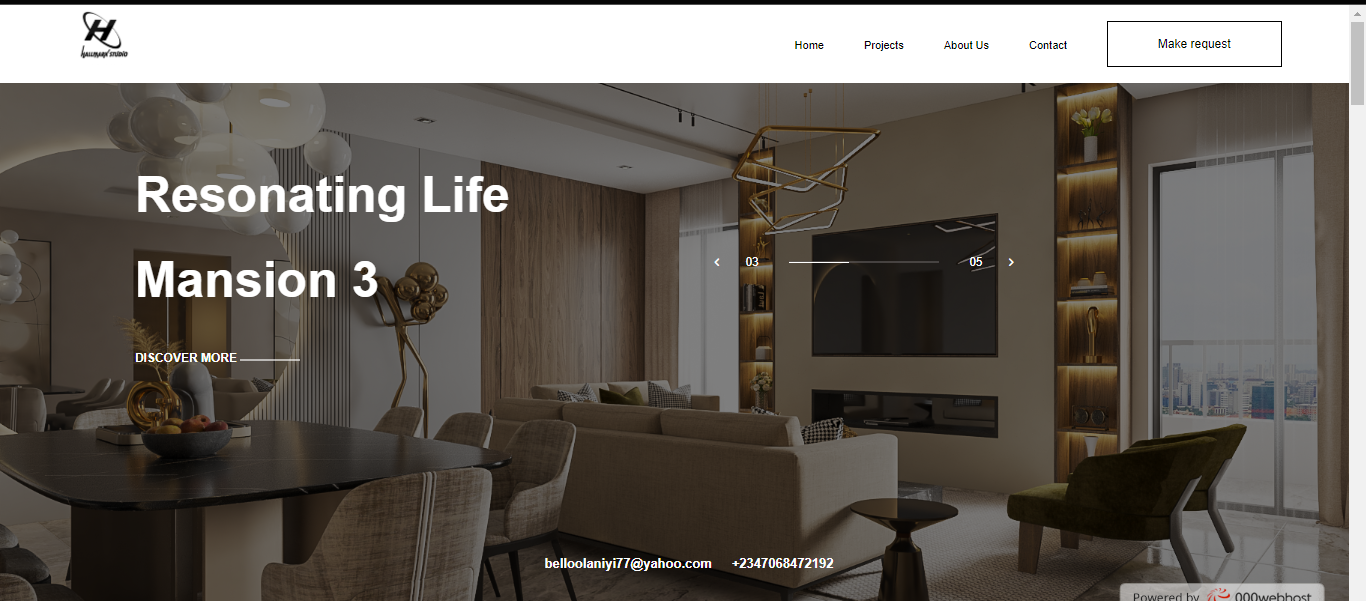 H
HALLMARK STUDIO
Home Projects About Us Contact Make request
Resonating Life
Mansion 3
03 05
DISCOVER MORE
belloolaniyi77@yahoo.com +2347068472192
Powered by 000webhost